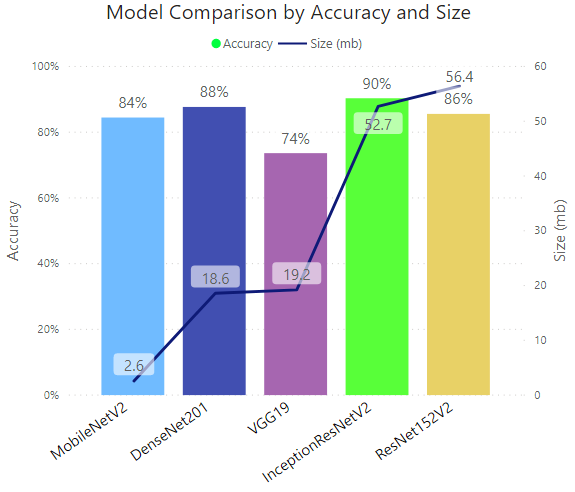 Model Comparison by Accuracy and Size
Accuracy Size (mb)
100%
80%
60%
40%
20%
0%
Accuracy
84%
88%
74%
90%
86%
2.6
18.6
19.2
52.7
56.4
60
50
40
30
20
10
0
Size (mb)
MobileNetV2
DenseNet201
VGG19
InceptionResNetV2
ResNet152V2